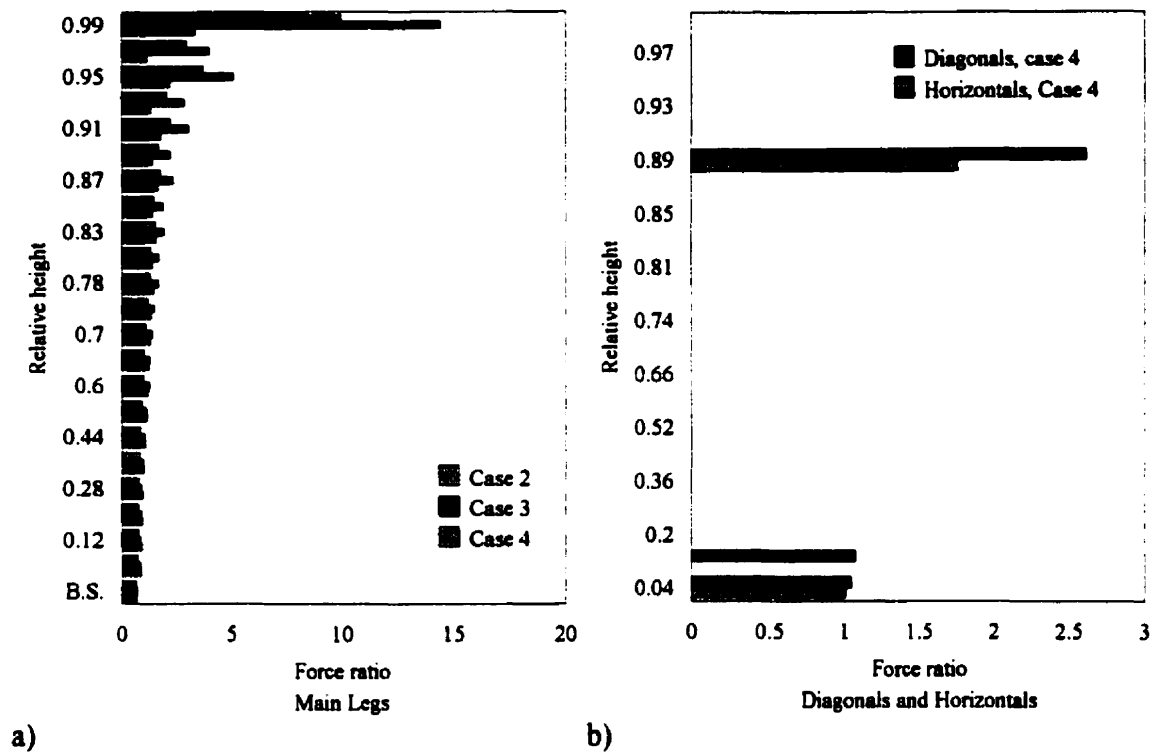 Relative height
0.99
0.95
0.91
0.87
0.83
0.78
0.7
0.6
0.44
0.28
0.12
B.S.
Case 2
Case 3
Case 4
0 5 10 15 20
Force ratio
Main Legs
a)
Relative height
0.97
0.93
0.89
0.85
0.81
0.74
0.66
0.52
0.36
0.2
0.04
Diagonals, case 4
Horizontals, Case 4
0 0.5 1 1.5 2 2.5 3
Force ratio
Diagonals and Horizontals
b)